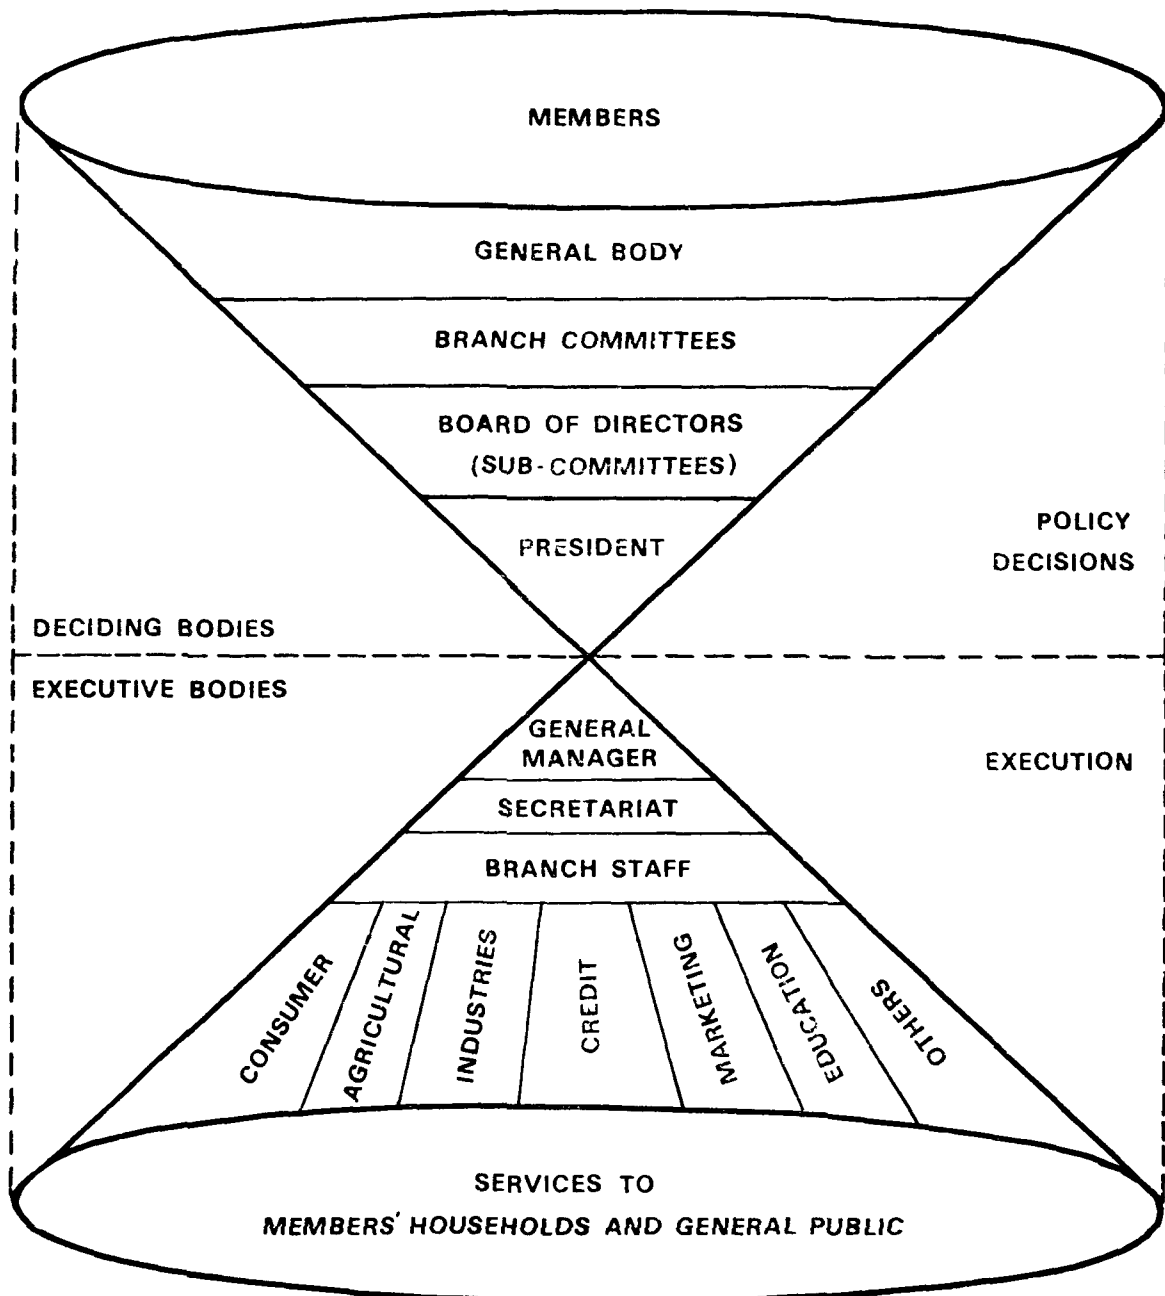 MEMBERS
GENERAL BODY
BRANCH COMMITTEES
BOARD OF DIRECTORS
(SUB-COMMITTEES)
PRESIDENT
POLICY
DECISIONS
DECIDING BODIES
EXECUTIVE BODIES
GENERAL
MANAGER
EXECUTION
SECRETARIAT
BRANCH STAFF
CONSUMER
AGRICULTURAL
INDUSTRIES
CREDIT
MARKETING
EDUCATION
OTHERS
SERVICES TO
MEMBERS' HOUSEHOLDS AND GENERAL PUBLIC